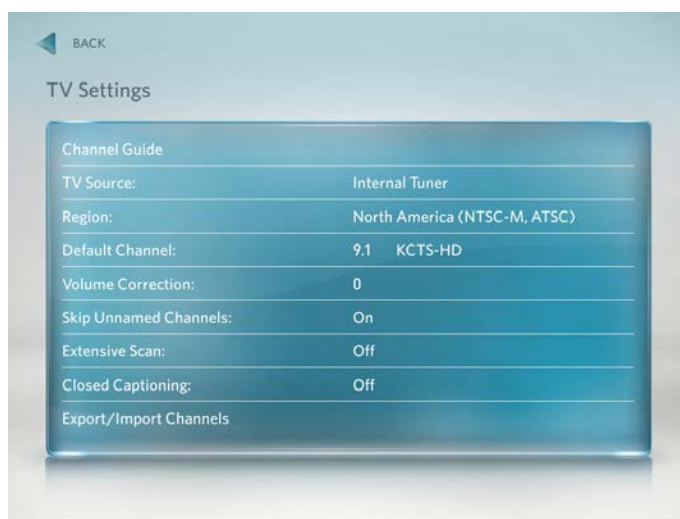 BACK
TV Settings
Channel Guide
TV Source: Internal Tuner
Region: North America (NTSC-M, ATSC)
Default Channel: 9.1 KCTS-HD
Volume Correction: 0
Skip Unnamed Channels: On
Extensive Scan: Off
Closed Captioning: Off
Export/Import Channels